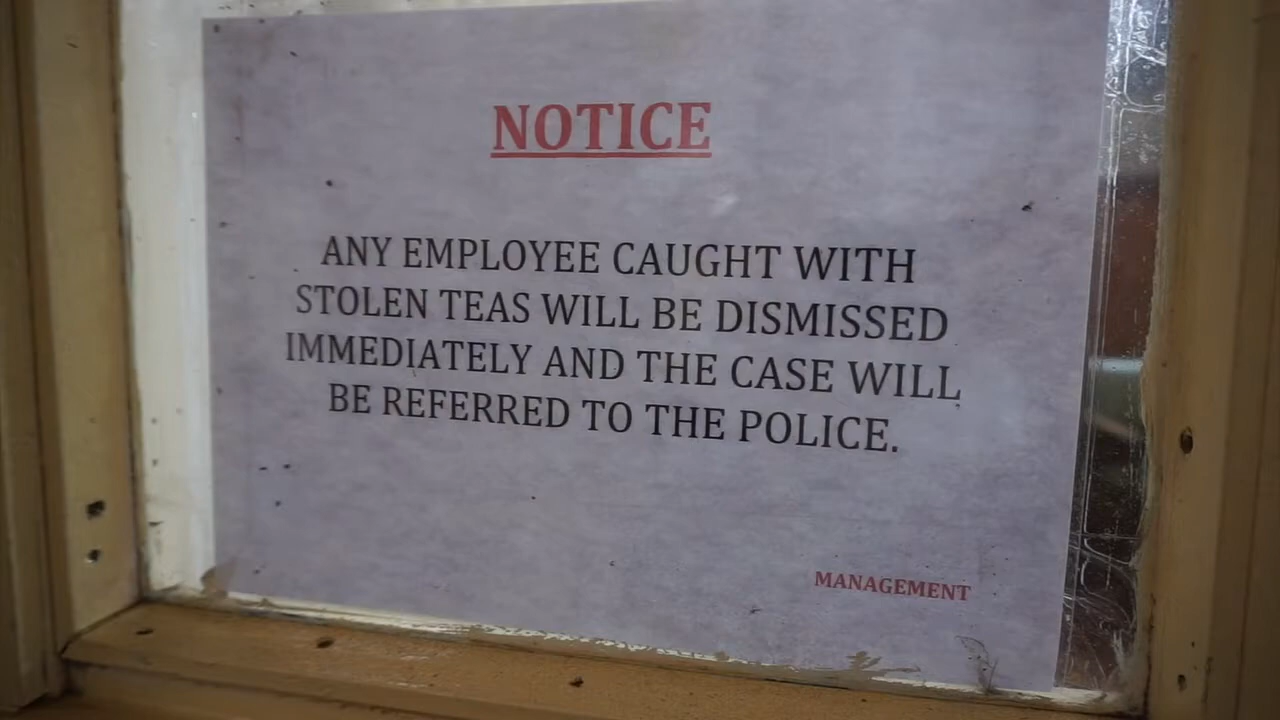 NOTICE
ANY EMPLOYEE CAUGHT WITH
STOLEN TEAS WILL BE DISMISSED
IMMEDIATELY AND THE CASE WILL
BE REFERRED TO THE POLICE.
MANAGEMENT